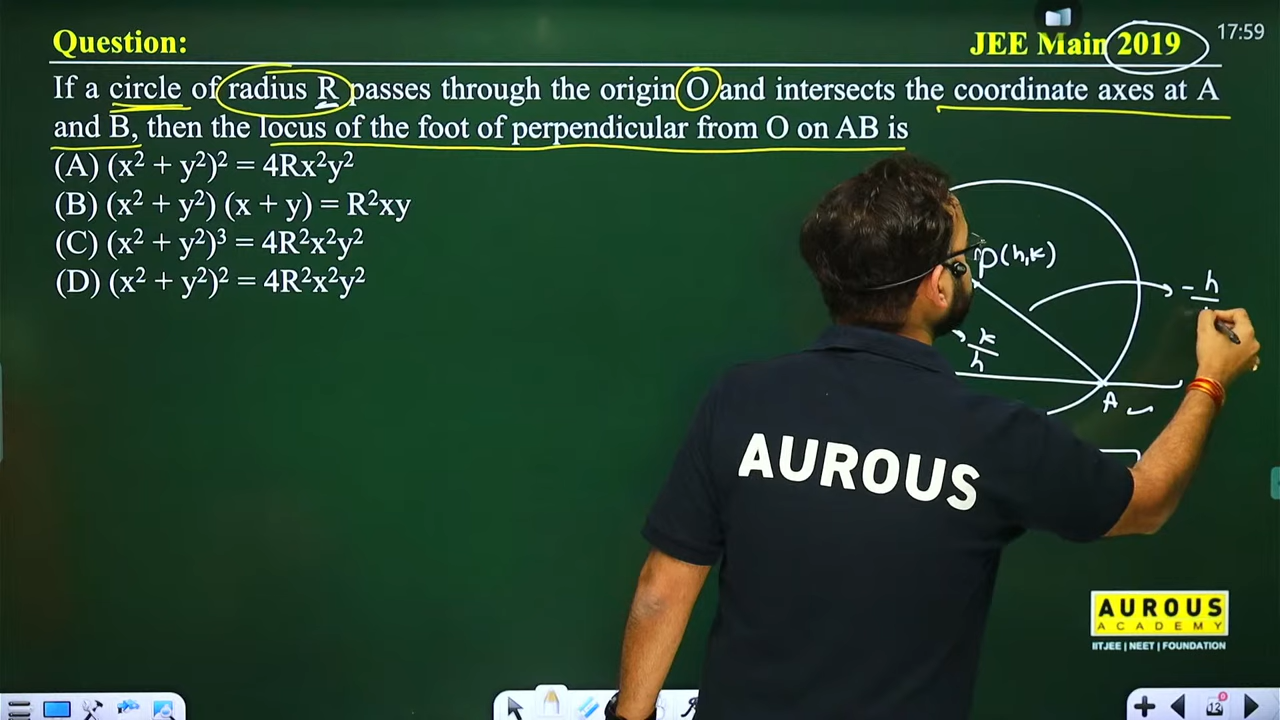 Question:
JEE Main 2019
17:59
If a circle of radius R passes through the origin O and intersects the coordinate axes at A
and B, then the locus of the foot of perpendicular from O on AB is
(A) (x² + y²)² = 4Rx²y²
(B) (x² + y²) (x + y) = R²xy
(C) (x² + y²)³ = 4R²x²y²
(D) (x² + y²)² = 4R²x²y²
P(h,k)
-h
k
h
A
AUROUS
AUROUS
ACADEMY
IITJEE | NEET | FOUNDATION
12